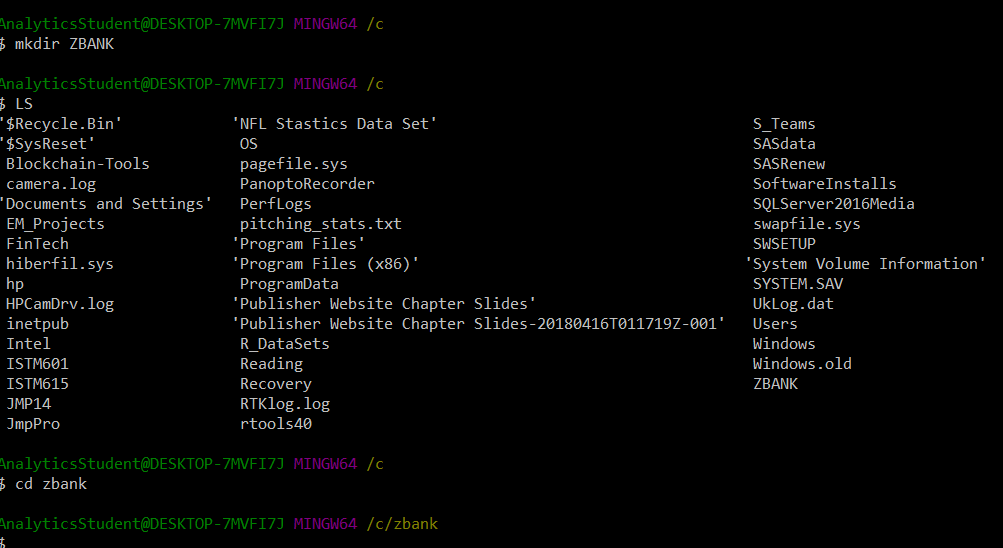 AnalyticsStudent@DESKTOP-7MVFI7J MINGW64 /c
$ mkdir ZBANK
AnalyticsStudent@DESKTOP-7MVFI7J MINGW64 /c
$ LS
'$Recycle.Bin' 'NFL Stastics Data Set' S_Teams
'$SysReset' OS SASdata
Blockchain-Tools pagefile.sys SASRenew
camera.log PanoptoRecorder SoftwareInstalls
'Documents and Settings' PerfLogs SQLServer2016Media
EM_Projects pitching_stats.txt swapfile.sys
FinTech 'Program Files' SWSETUP
hiberfil.sys 'Program Files (x86)' 'System Volume Information'
hp ProgramData SYSTEM.SAV
HPCamDrv.log 'Publisher Website Chapter Slides' UkLog.dat
inetpub 'Publisher Website Chapter Slides-20180416T011719Z-001' Users
Intel R_DataSets Windows
ISTM601 Reading Windows.old
ISTM615 Recovery ZBANK
JMP14 RTKlog.log
JmpPro rtools40
AnalyticsStudent@DESKTOP-7MVFI7J MINGW64 /c
$ cd zbank
AnalyticsStudent@DESKTOP-7MVFI7J MINGW64 /c/zbank
$